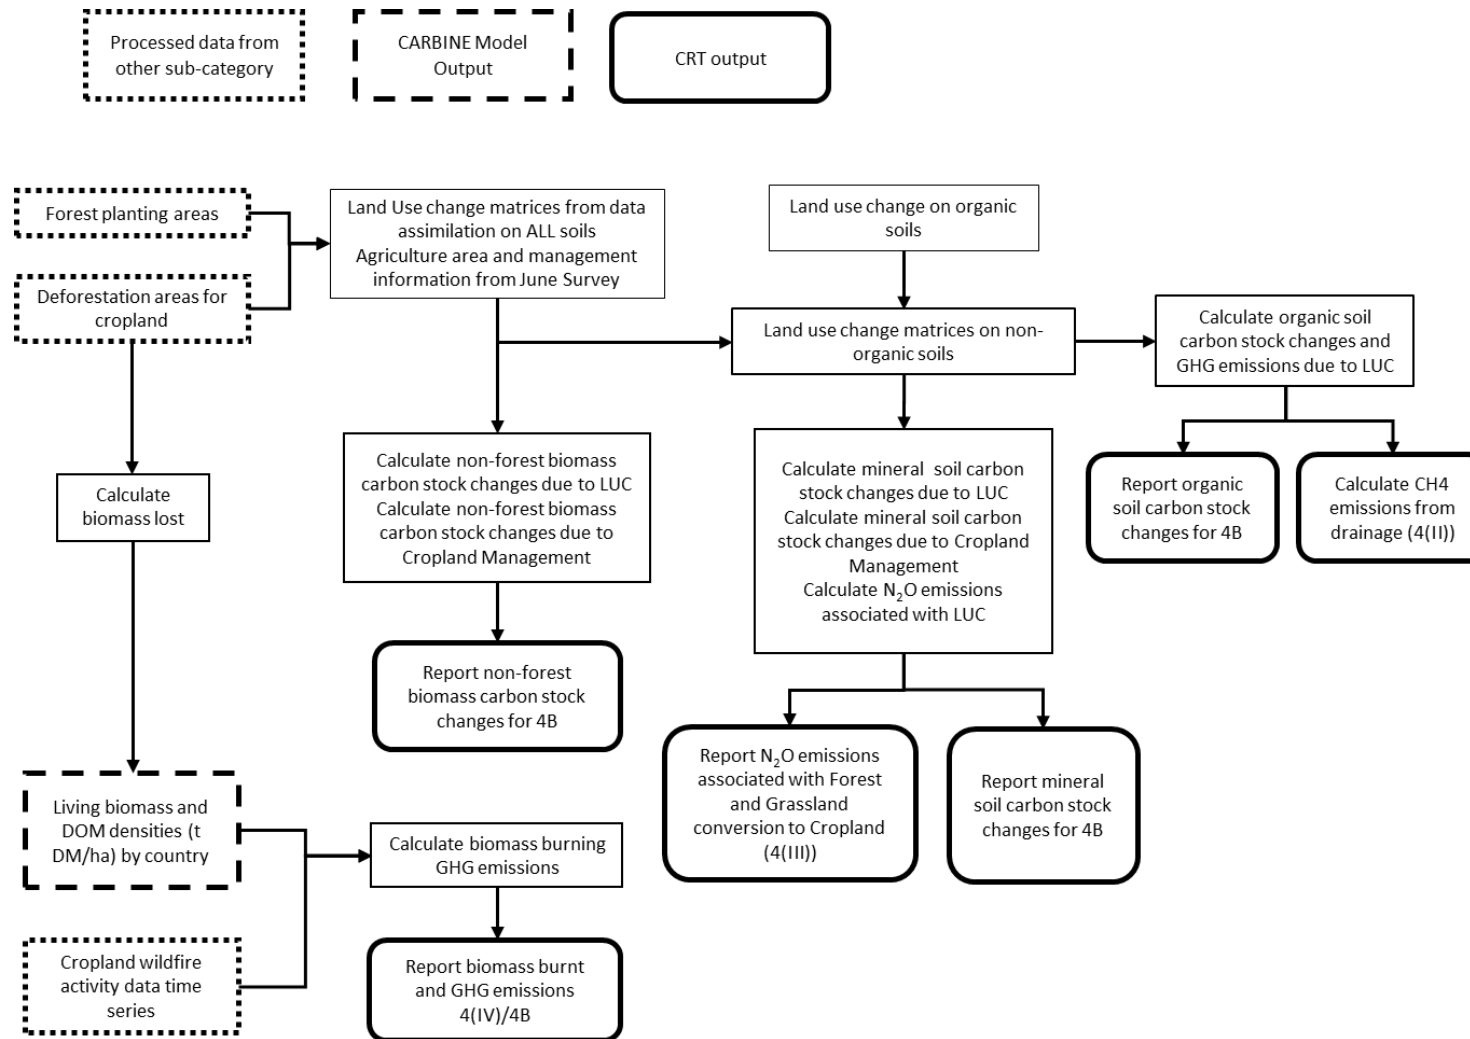 Processed data from
other sub-category
CARBINE Model
Output
CRT output
Forest planting areas
Deforestation areas for
cropland
Land Use change matrices from data
assimilation on ALL soils
Agriculture area and management
information from June Survey
Land use change on organic
soils
Land use change matrices on non-
organic soils
Calculate organic soil
carbon stock changes and
GHG emissions due to LUC
Calculate
biomass lost
Calculate non-forest biomass
carbon stock changes due to LUC
Calculate non-forest biomass
carbon stock changes due to
Cropland Management
Calculate mineral  soil carbon
stock changes due to LUC
Calculate mineral soil carbon
stock changes due to Cropland
Management
Calculate N₂O emissions
associated with LUC
Report organic
soil carbon stock
changes for 4B
Calculate CH4
emissions from
drainage (4(II))
Report non-forest
biomass carbon stock
changes for 4B
Report N₂O emissions
associated with Forest
and Grassland
conversion to Cropland
(4(III))
Report mineral
soil carbon stock
changes for 4B
Living biomass and
DOM densities (t
DM/ha) by country
Calculate biomass burning
GHG emissions
Cropland wildfire
activity data time
series
Report biomass burnt
and GHG emissions
4(IV)/4B